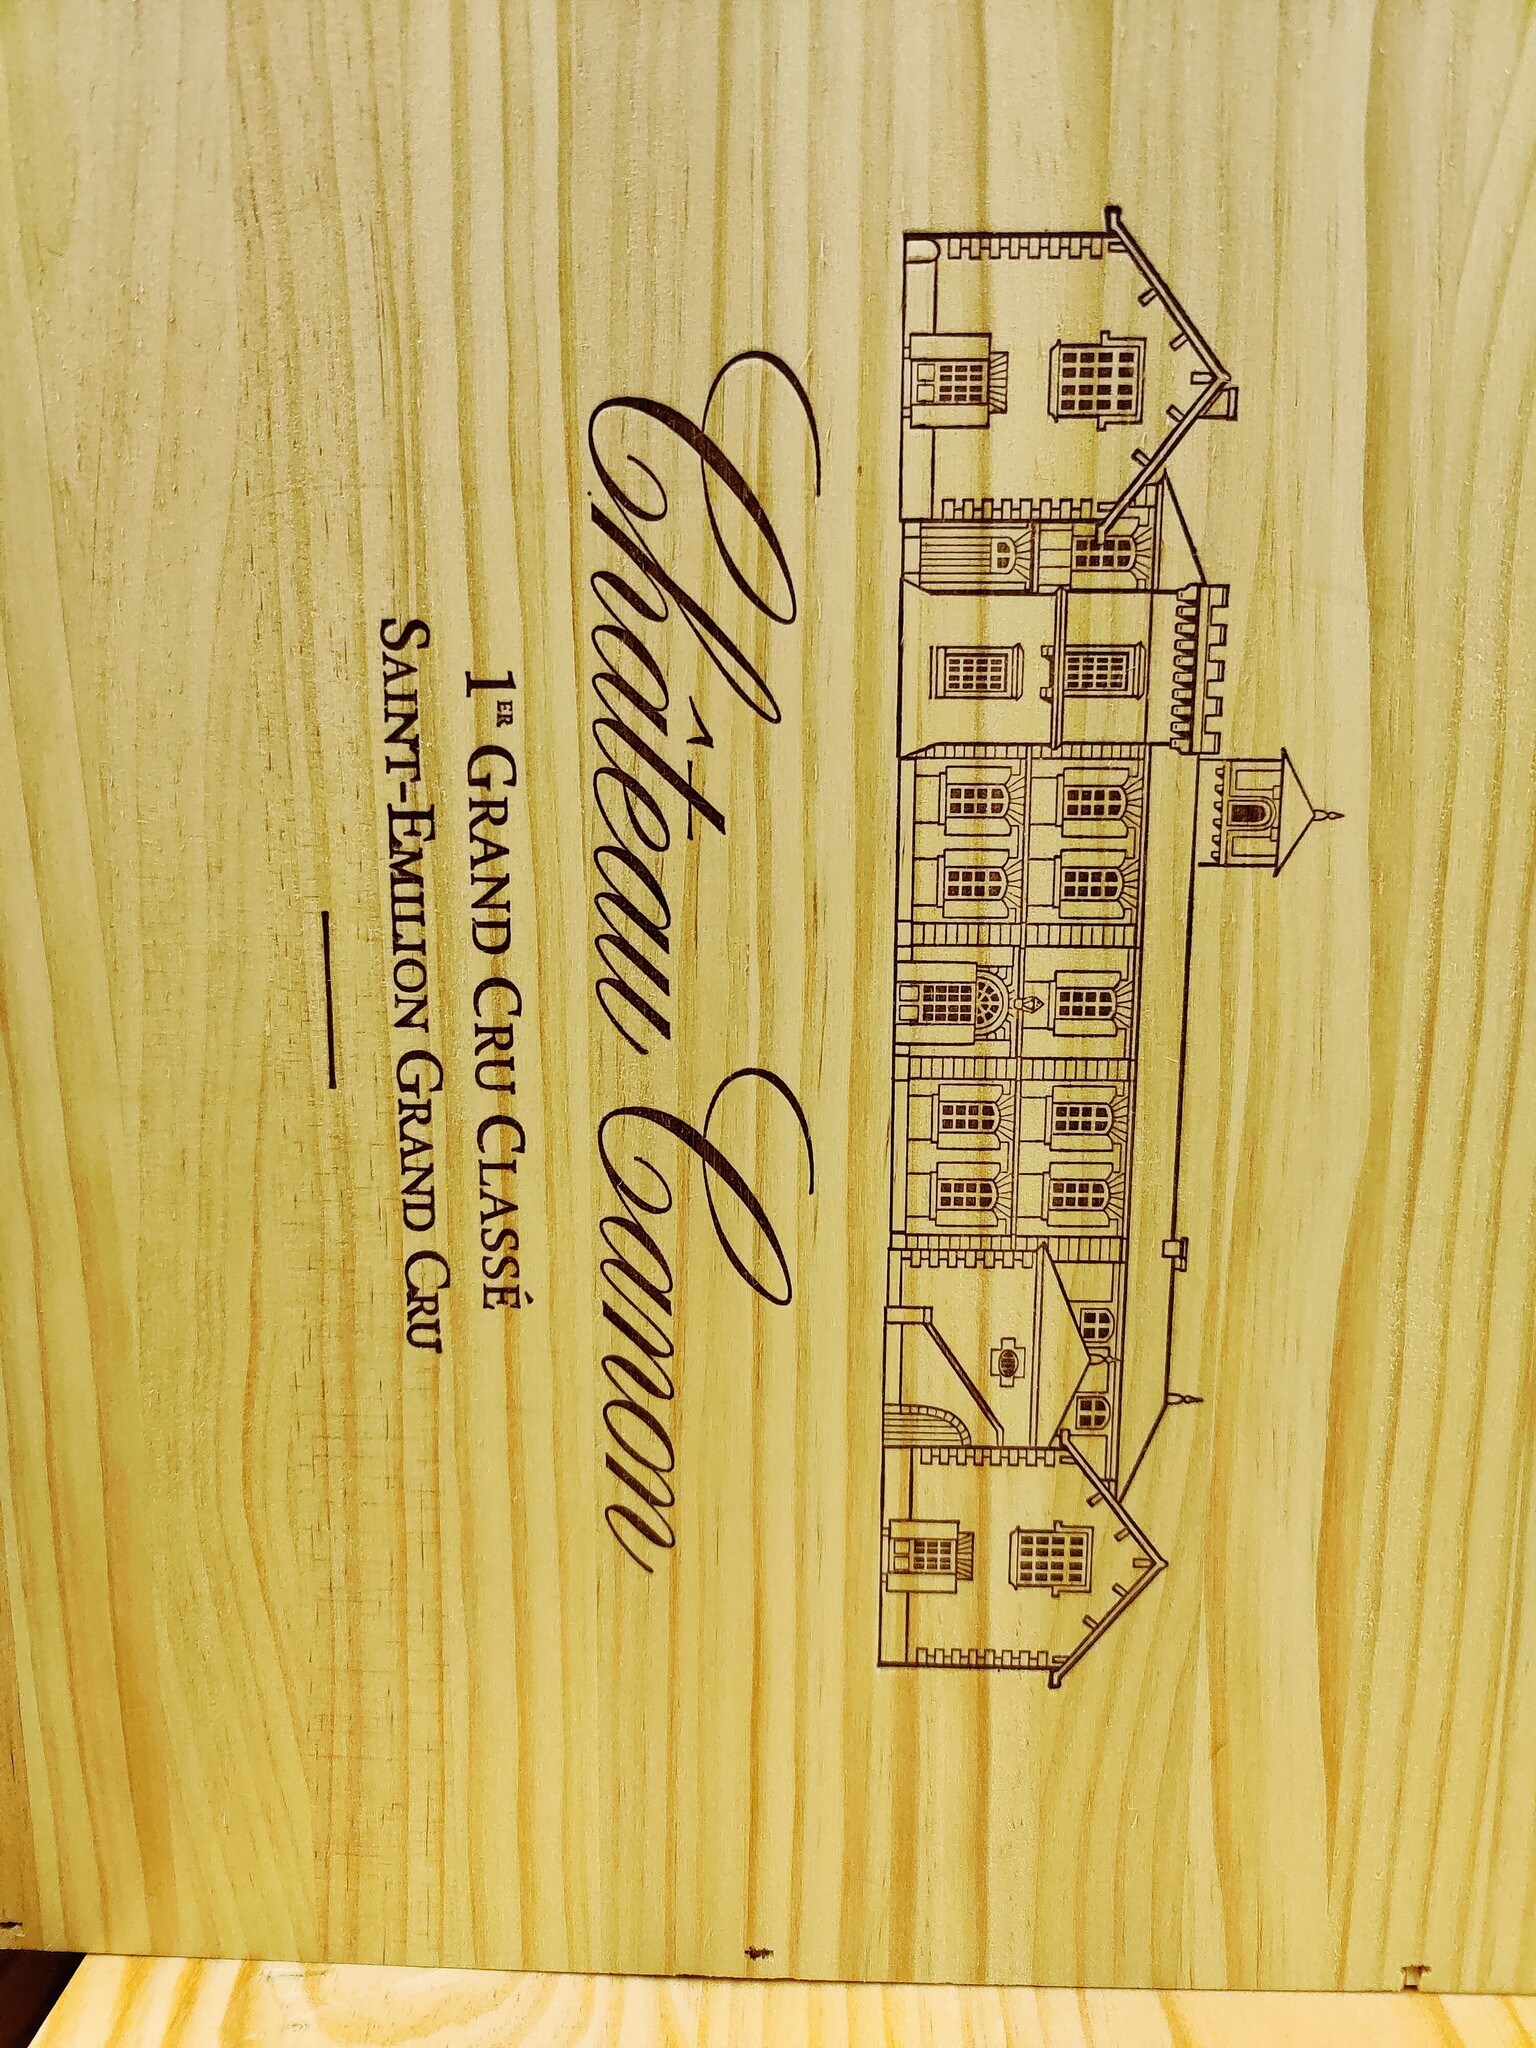 Château Canon
1ER GRAND CRU CLASSÉ
SAINT-EMILION GRAND CRU